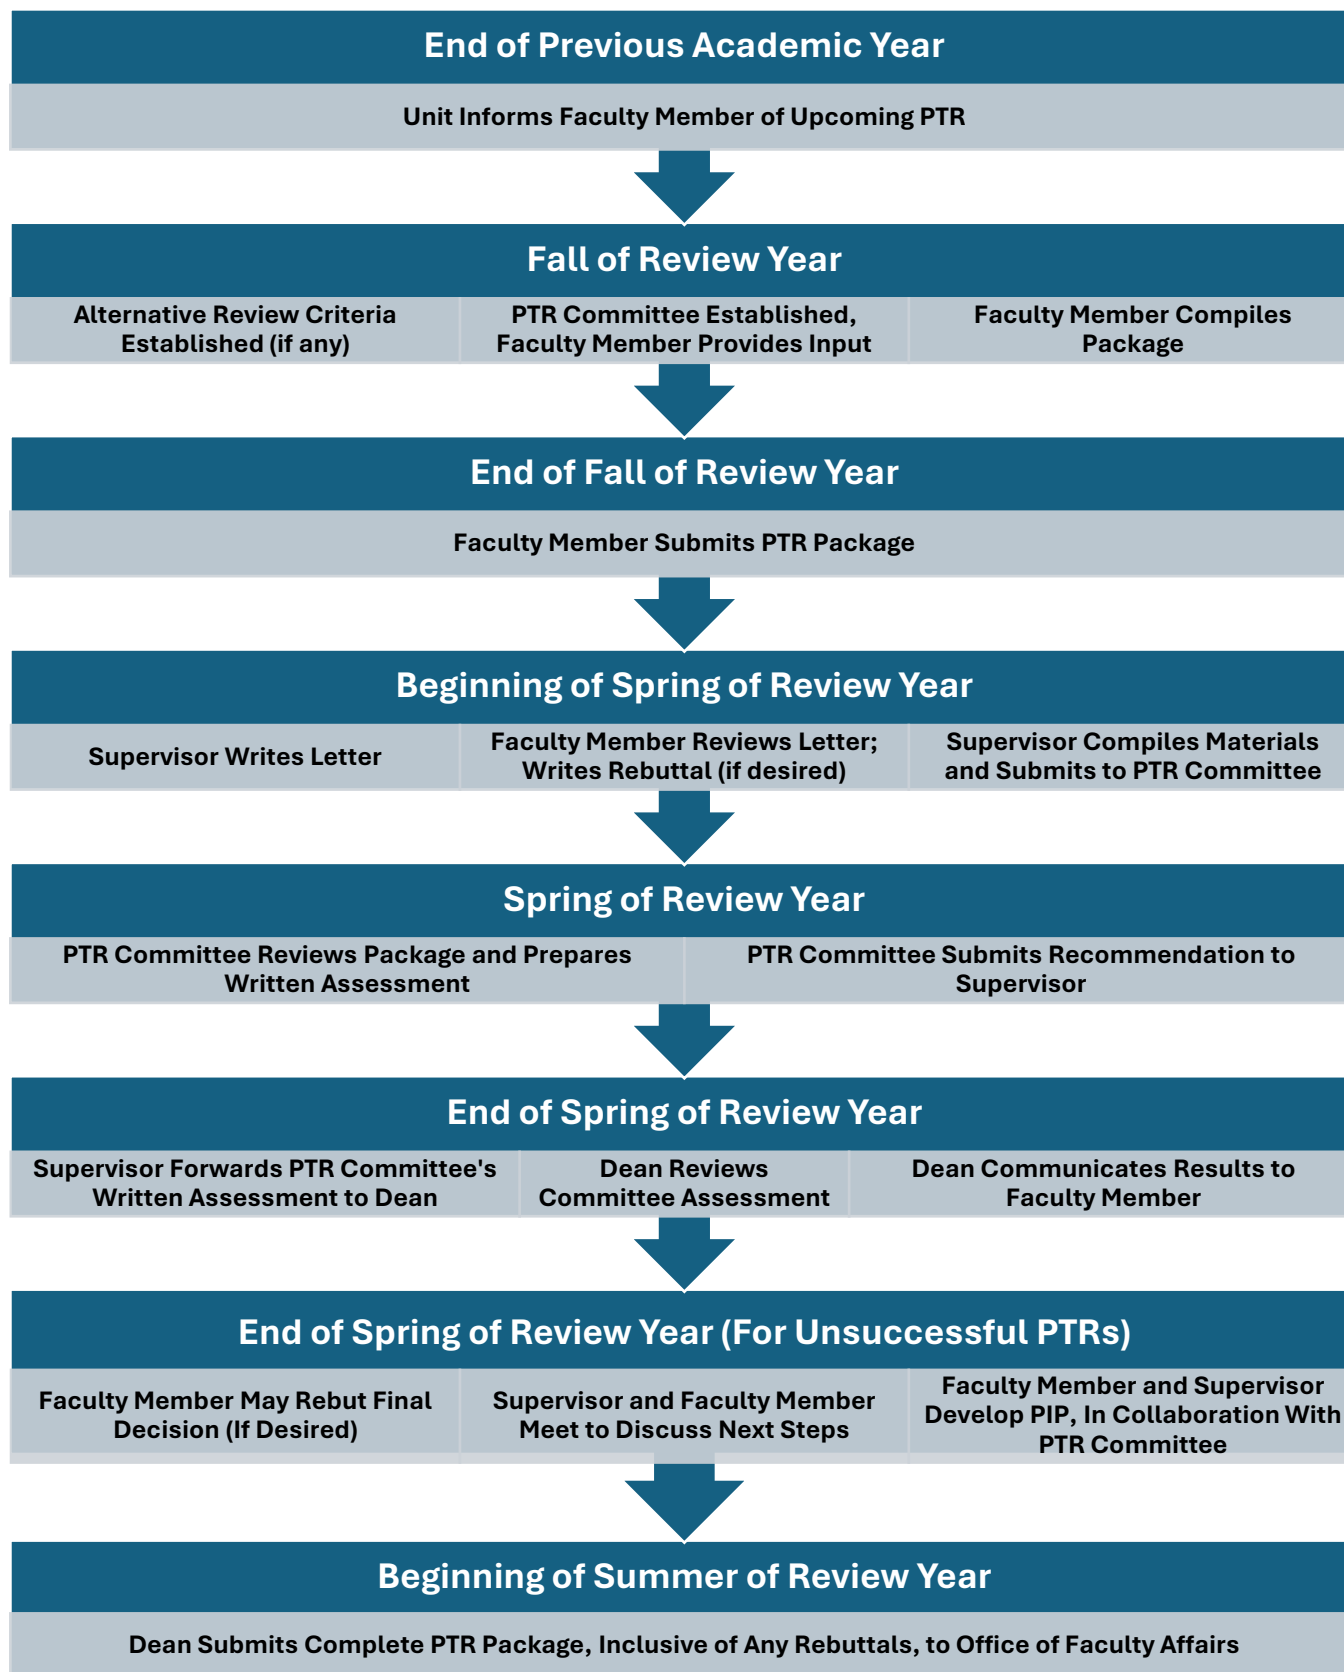 End of Previous Academic Year
Unit Informs Faculty Member of Upcoming PTR
Fall of Review Year
Alternative Review Criteria
Established (if any)
PTR Committee Established,
Faculty Member Provides Input
Faculty Member Compiles
Package
End of Fall of Review Year
Faculty Member Submits PTR Package
Beginning of Spring of Review Year
Supervisor Writes Letter
Faculty Member Reviews Letter;
Writes Rebuttal (if desired)
Supervisor Compiles Materials
and Submits to PTR Committee
Spring of Review Year
PTR Committee Reviews Package and Prepares
Written Assessment
PTR Committee Submits Recommendation to
Supervisor
End of Spring of Review Year
Supervisor Forwards PTR Committee's
Written Assessment to Dean
Dean Reviews
Committee Assessment
Dean Communicates Results to
Faculty Member
End of Spring of Review Year (For Unsuccessful PTRs)
Faculty Member May Rebut Final
Decision (If Desired)
Supervisor and Faculty Member
Meet to Discuss Next Steps
Faculty Member and Supervisor
Develop PIP, In Collaboration With
PTR Committee
Beginning of Summer of Review Year
Dean Submits Complete PTR Package, Inclusive of Any Rebuttals, to Office of Faculty Affairs